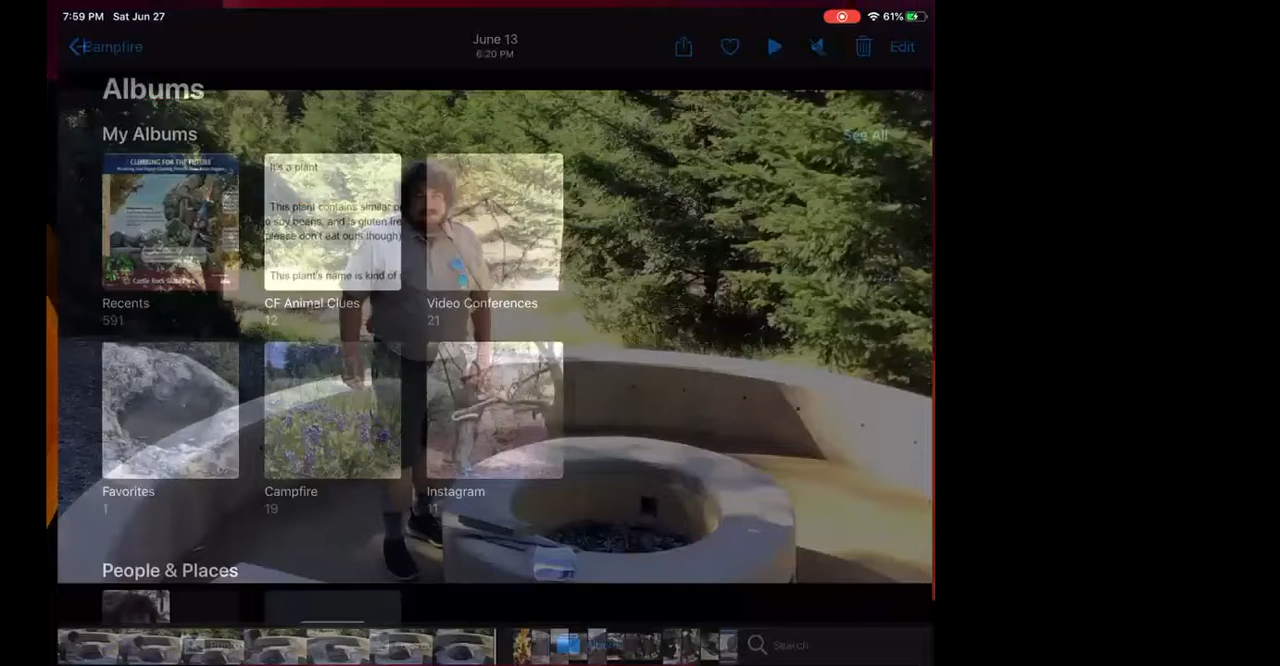 7:59 PM Sat Jun 27
61%
Campfire
June 13
6:20 PM
Edit
Albums
My Albums
See All
CLIMBING FOR THE FUTURE
Castle Rock State Park
It's a plant
This plant contains similar
to soy beans, and is gluten fre
please don't eat ours though)
This plant's name is kind of
Recents
591
CF Animal Clues
12
Video Conferences
21
Favorites
1
Campfire
19
Instagram
11
People & Places
Albums
Search